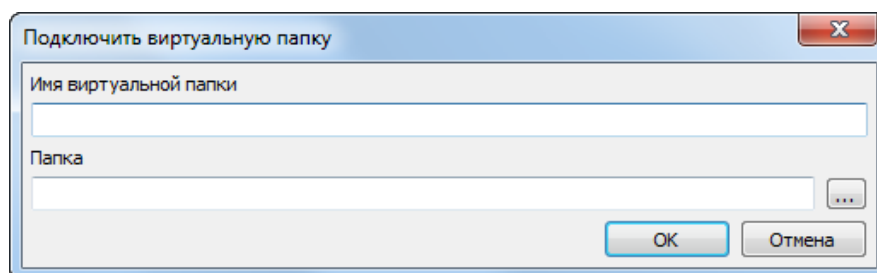 Подключить виртуальную папку
Имя виртуальной папки
Папка
...
OK Отмена